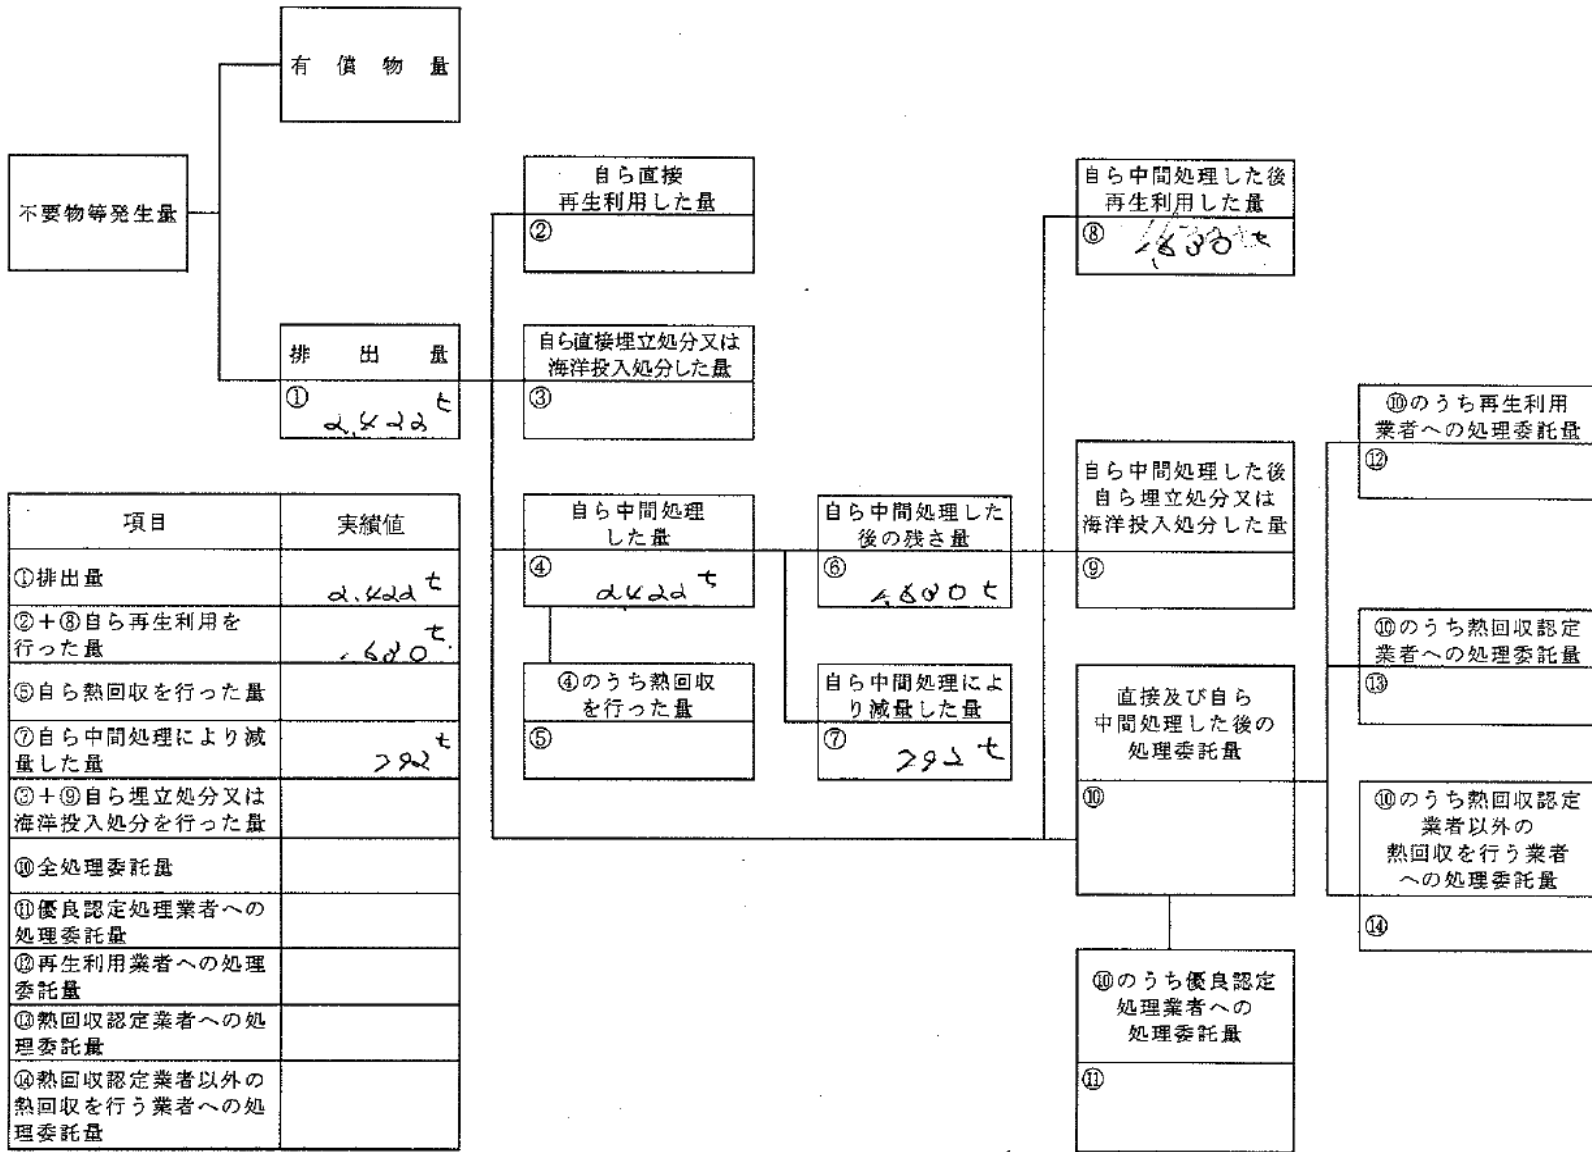 有償物量
不要物等発生量
排出量
① 2,422 t
自ら直接
再生利用した量
②
自ら直接埋立処分又は
海洋投入処分した量
③
自ら中間処理
した量
④ 2,422 t
④のうち熱回収
を行った量
⑤
自ら中間処理した
後の残さ量
⑥ 1,630 t
自ら中間処理によ
り減量した量
⑦ 792 t
自ら中間処理した後
再生利用した量
⑧ 1,630 t
自ら中間処理した後
自ら埋立処分又は
海洋投入処分した量
⑨
直接及び自ら
中間処理した後の
処理委託量
⑩
⑩のうち優良認定
処理業者への
処理委託量
⑪
⑩のうち再生利用
業者への処理委託量
⑫
⑩のうち熱回収認定
業者への処理委託量
⑬
⑩のうち熱回収認定
業者以外の
熱回収を行う業者
への処理委託量
⑭
項目 実績値
①排出量 2.422 t
②+⑧自ら再生利用を
行った量 1,630 t
⑤自ら熱回収を行った量
⑦自ら中間処理により減
量した量 792 t
③+⑨自ら埋立処分又は
海洋投入処分を行った量
⑩全処理委託量
⑪優良認定処理業者への
処理委託量
⑫再生利用業者への処理
委託量
⑬熱回収認定業者への処
理委託量
⑭熱回収認定業者以外の
熱回収を行う業者への処
理委託量